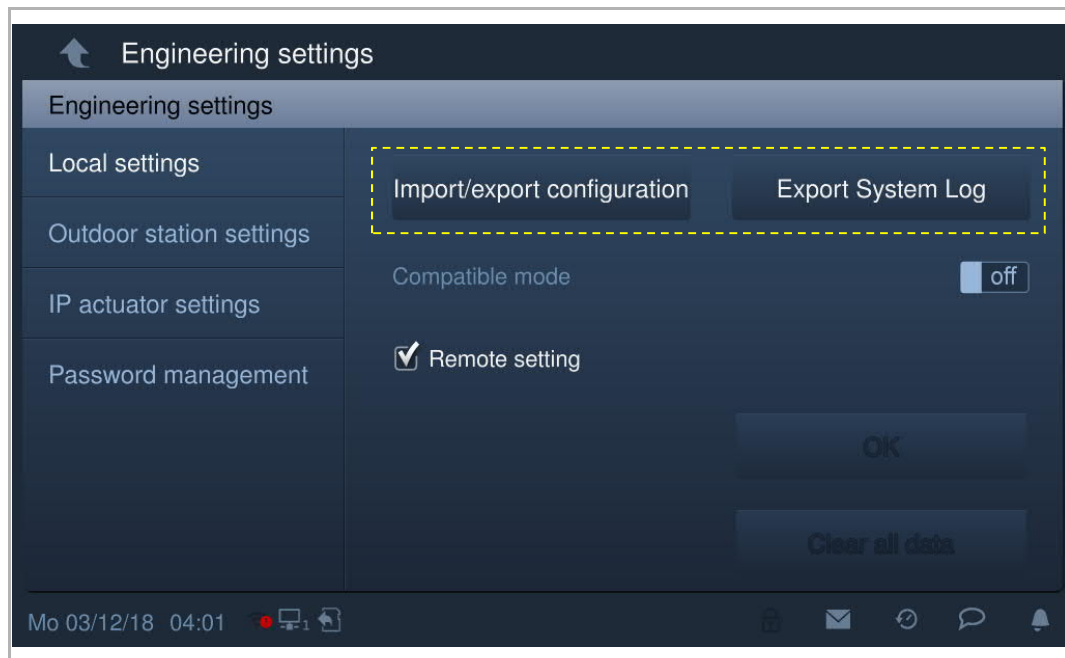 Engineering settings
Engineering settings
Local settings
Import/export configuration
Export System Log
Outdoor station settings
Compatible mode
off
IP actuator settings
Remote setting
Password management
OK
Clear all data
Mo 03/12/18 04:01
1